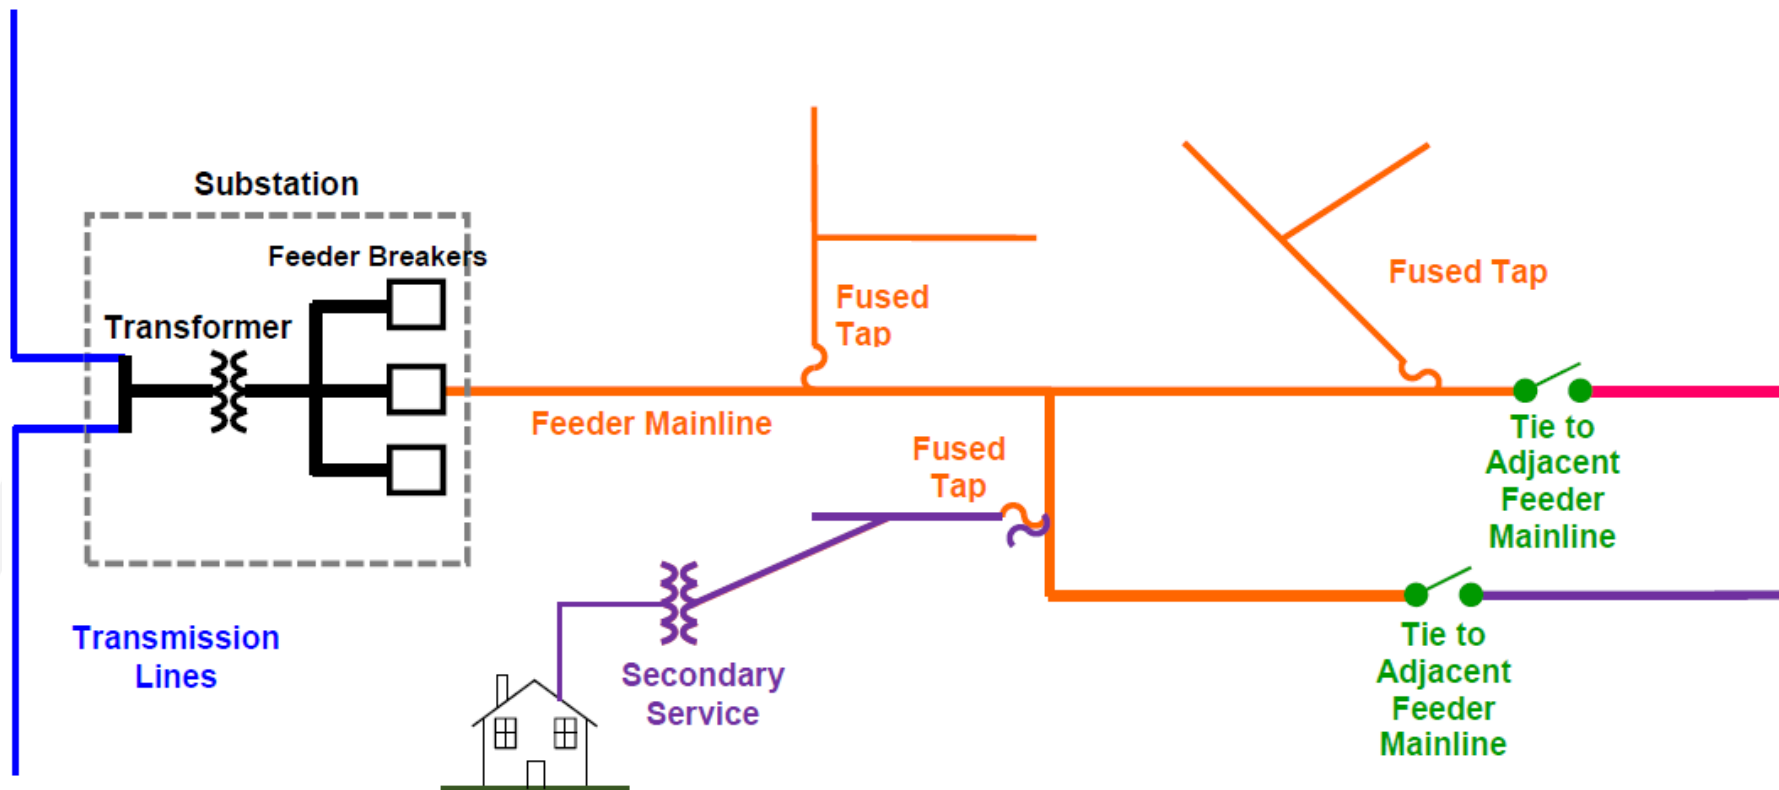 Substation
Feeder Breakers
Transformer
Fused
Tap
Fused Tap
Feeder Mainline
Fused
Tap
Tie to
Adjacent
Feeder
Mainline
Transmission
Lines
Secondary
Service
Tie to
Adjacent
Feeder
Mainline